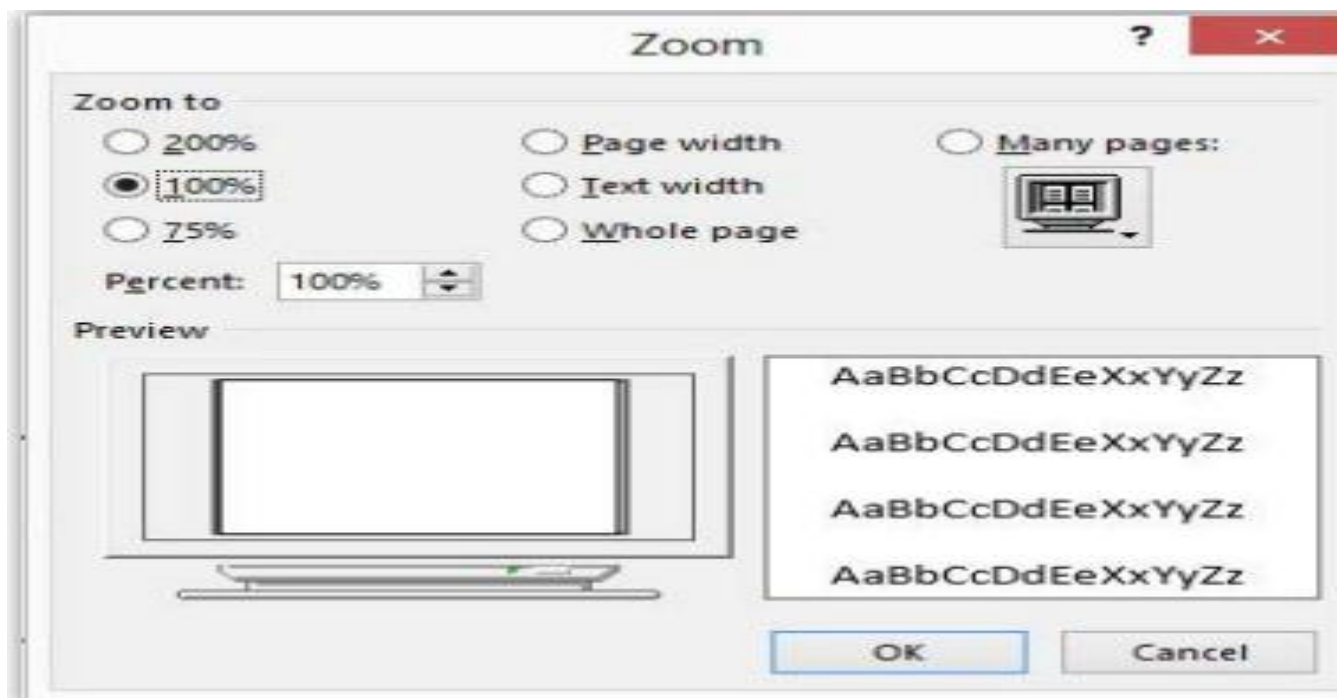 Zoom ? ×
Zoom to
200% Page width Many pages:
100% Text width
75% Whole page
Percent: 100%
Preview
AaBbCcDdEeXxYyZz
AaBbCcDdEeXxYyZz
AaBbCcDdEeXxYyZz
AaBbCcDdEeXxYyZz
OK Cancel